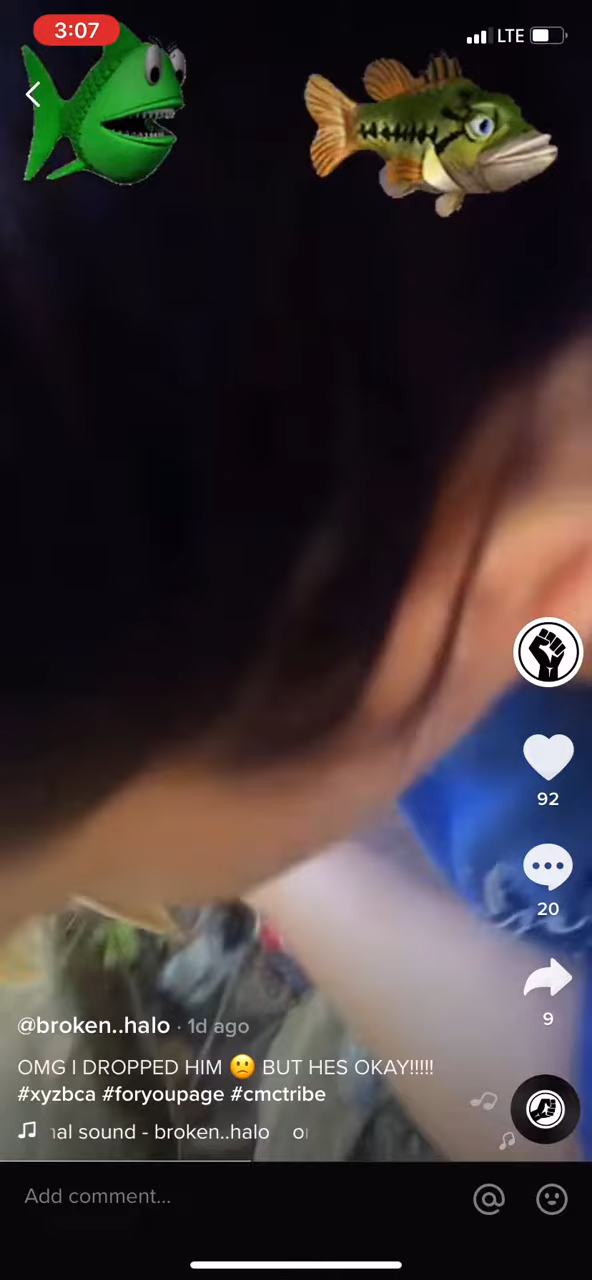 3:07
LTE
92
20
9
@broken..halo · 1d ago
OMG I DROPPED HIM 🙁 BUT HES OKAY!!!!!
#xyzbca #foryoupage #cmctribe
nal sound - broken..halo
Add comment...